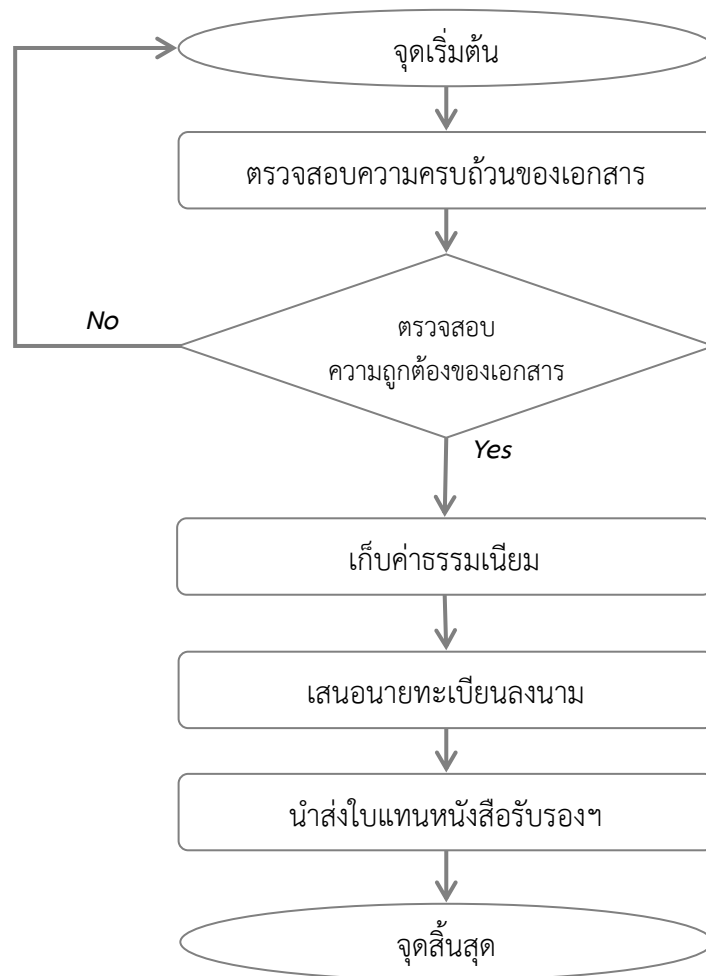 จุดเริ่มต้น
ตรวจสอบความครบถ้วนของเอกสาร
No
ตรวจสอบ
ความถูกต้องของเอกสาร
Yes
เก็บค่าธรรมเนียม
เสนอนายทะเบียนลงนาม
นำส่งใบแทนหนังสือรับรองฯ
จุดสิ้นสุด